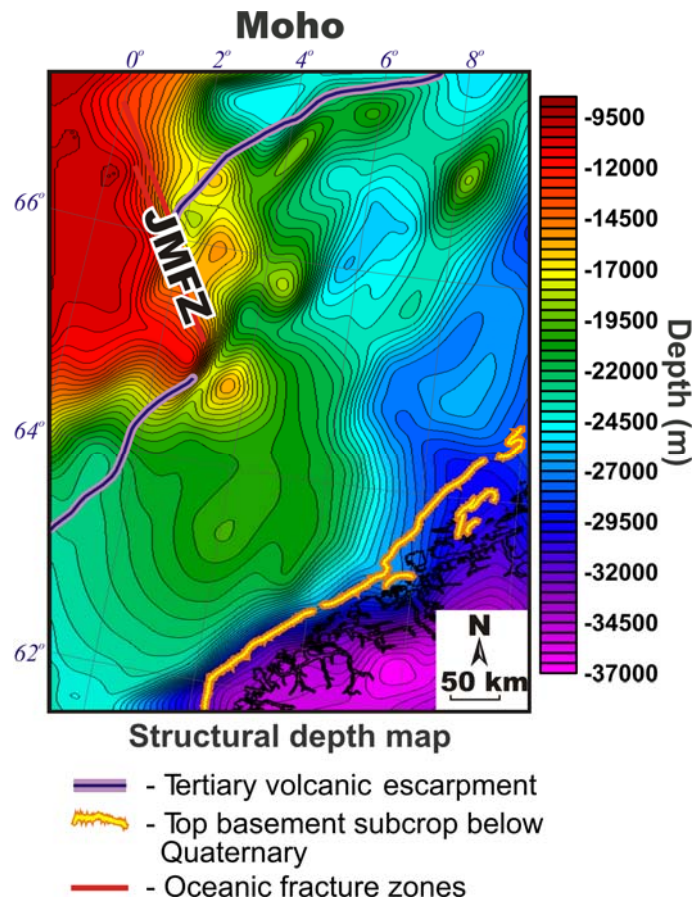 Moho
0° 2° 4° 6° 8°
66°
64°
62°
JMFZ
N
50 km
-9500
-12000
-14500
-17000
-19500
-22000
-24500
-27000
-29500
-32000
-34500
-37000
Depth (m)
Structural depth map
- Tertiary volcanic escarpment
- Top basement subcrop below
Quaternary
- Oceanic fracture zones